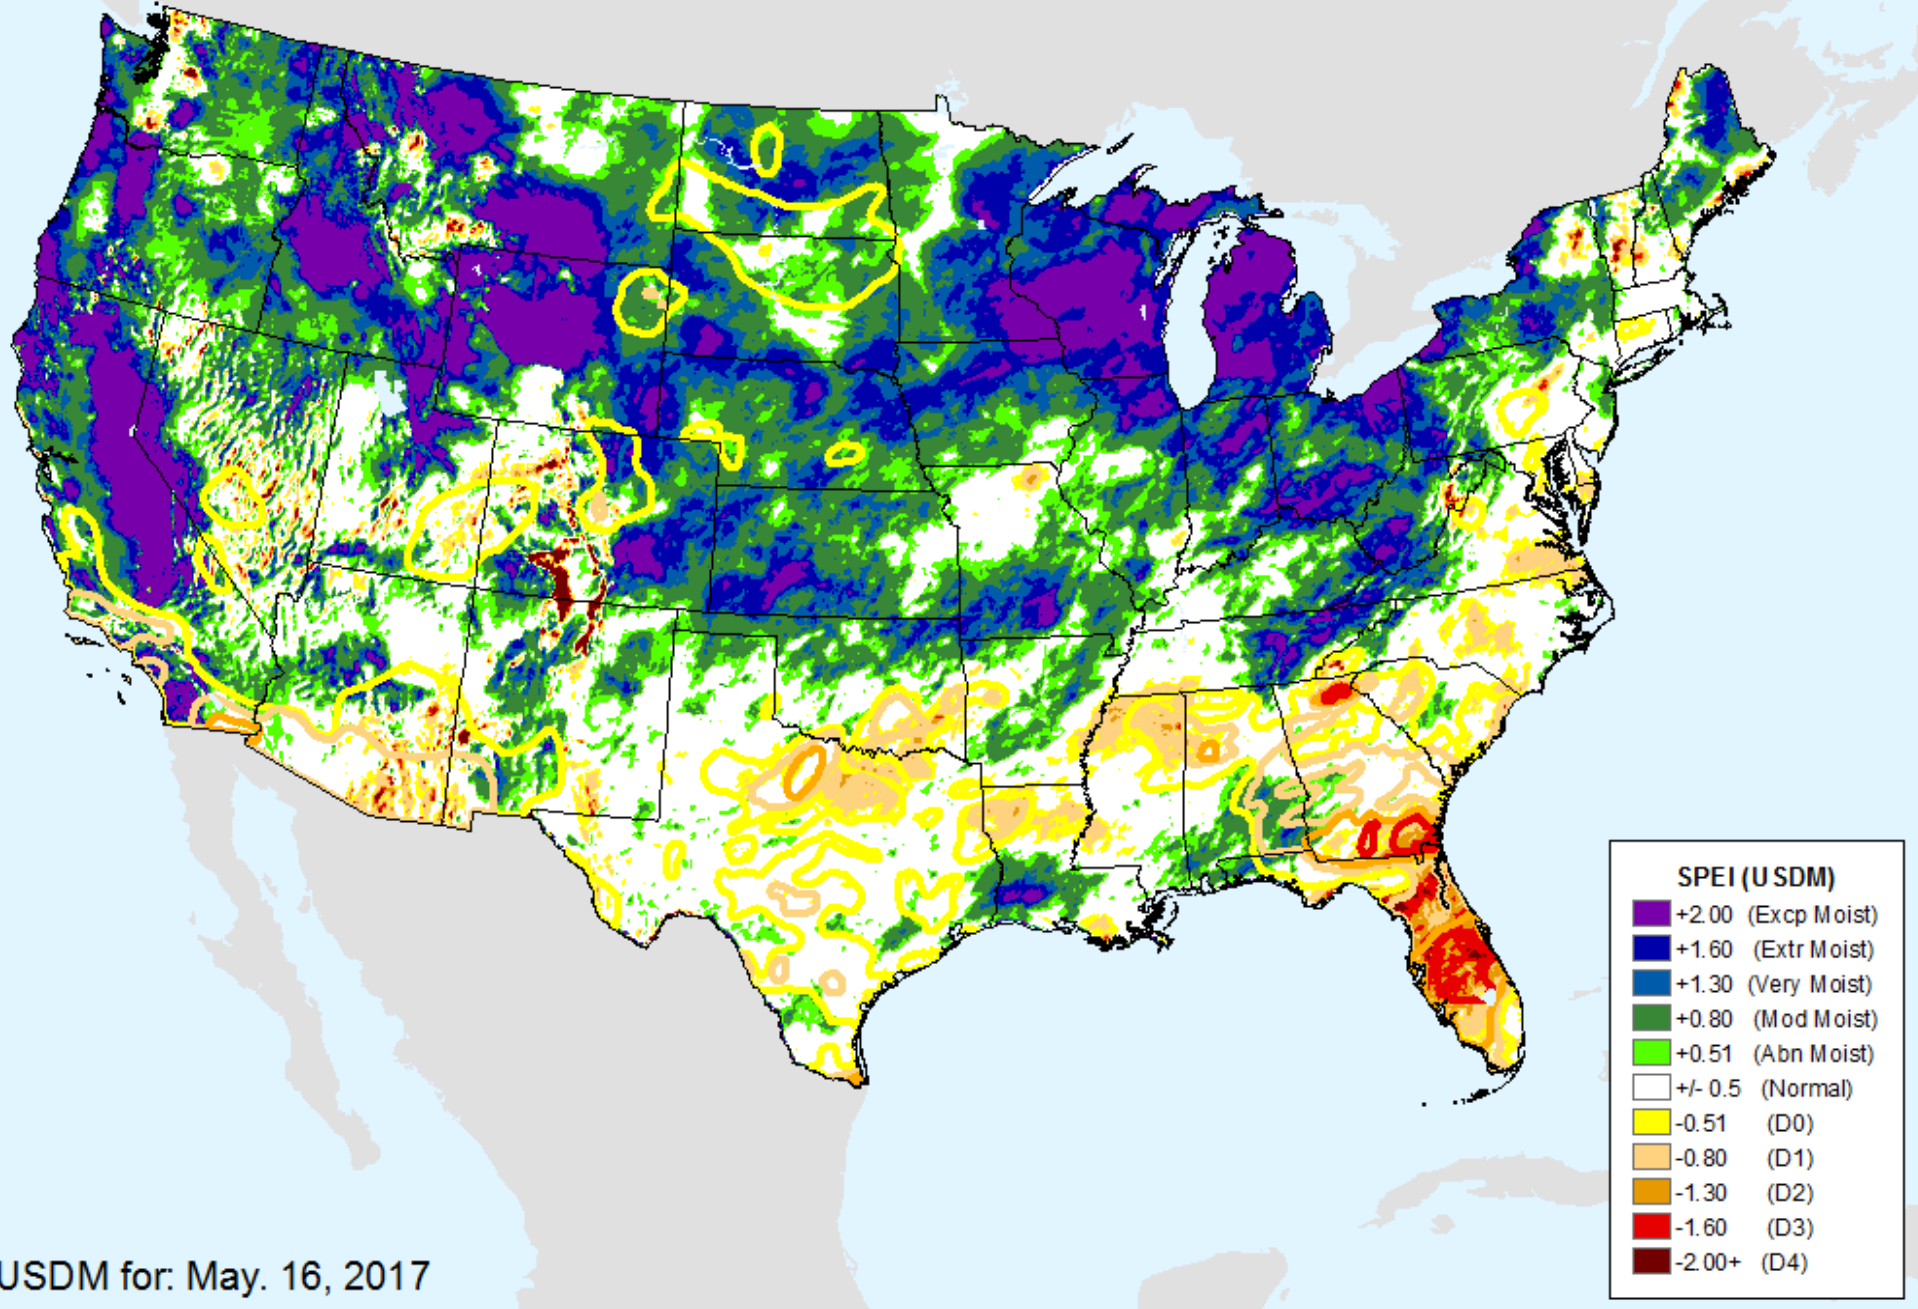 SPEI (USDM)
+2.00 (Excp Moist)
+1.60 (Extr Moist)
+1.30 (Very Moist)
+0.80 (Mod Moist)
+0.51 (Abn Moist)
+/- 0.5 (Normal)
-0.51 (D0)
-0.80 (D1)
-1.30 (D2)
-1.60 (D3)
-2.00+ (D4)
USDM for: May. 16, 2017